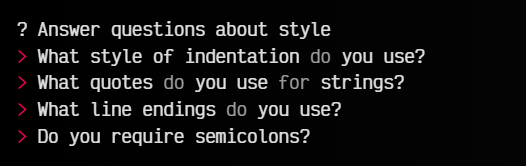 ? Answer questions about style
> What style of indentation do you use?
> What quotes do you use for strings?
> What line endings do you use?
> Do you require semicolons?